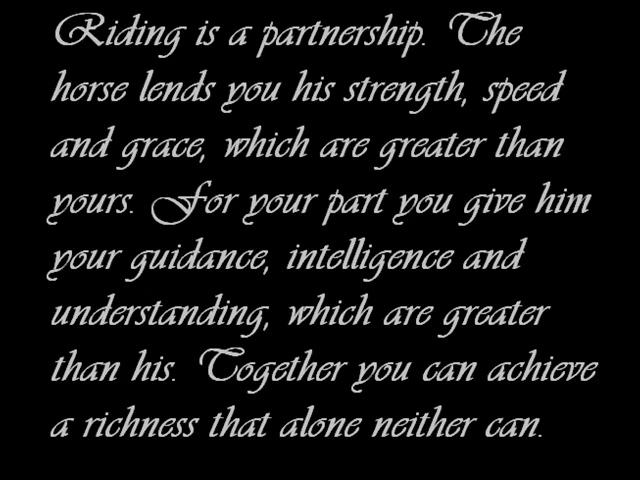 Riding is a partnership. The
horse lends you his strength, speed
and grace, which are greater than
yours. For your part you give him
your guidance, intelligence and
understanding, which are greater
than his. Together you can achieve
a richness that alone neither can.